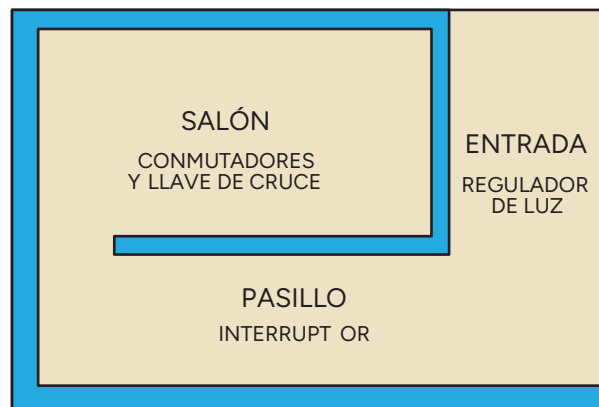 SALÓN
CONMUTADORES
Y LLAVE DE CRUCE
ENTRADA
REGULADOR
DE LUZ
PASILLO
INTERRUPT OR